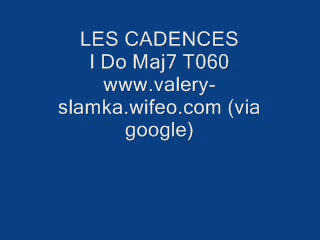 LES CADENCES
I Do Maj7 T060
www.valery-
slamka.wifeo.com (via
google)